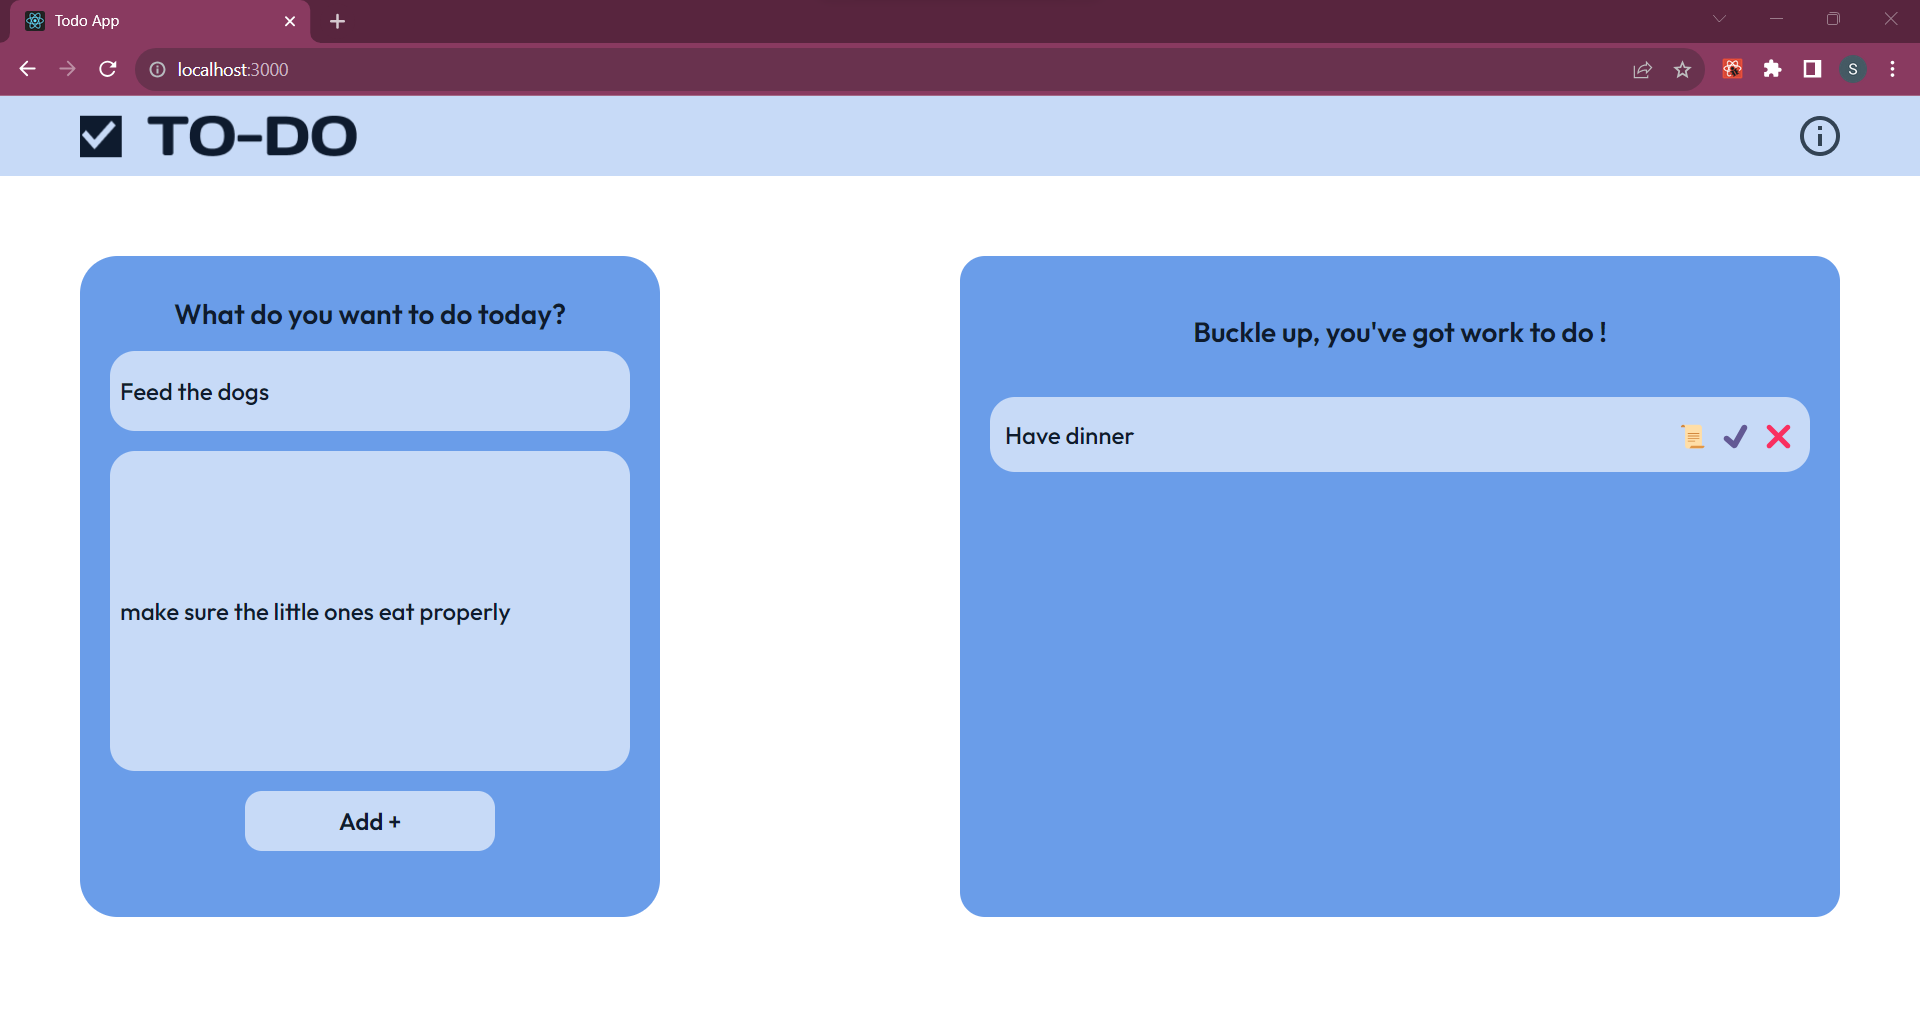 Todo App
localhost:3000
S
TO-DO
What do you want to do today?
Feed the dogs
make sure the little ones eat properly
Add +
Buckle up, you've got work to do !
Have dinner